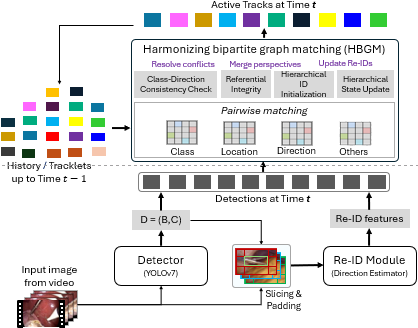 Active Tracks at Time t
Harmonizing bipartite graph matching (HBGM)
Resolve conflicts Merge perspectives Update Re-IDs
Class-Direction
Consistency Check
Referential
Integrity
Hierarchical
ID
Initialization
Hierarchical
State Update
Pairwise matching
Class Location Direction Others
History / Tracklets
up to Time t − 1
Detections at Time t
D = (B,C)
Re-ID features
Detector
(YOLOv7)
Re-ID Module
(Direction Estimator)
Input image
from video
Slicing &
Padding